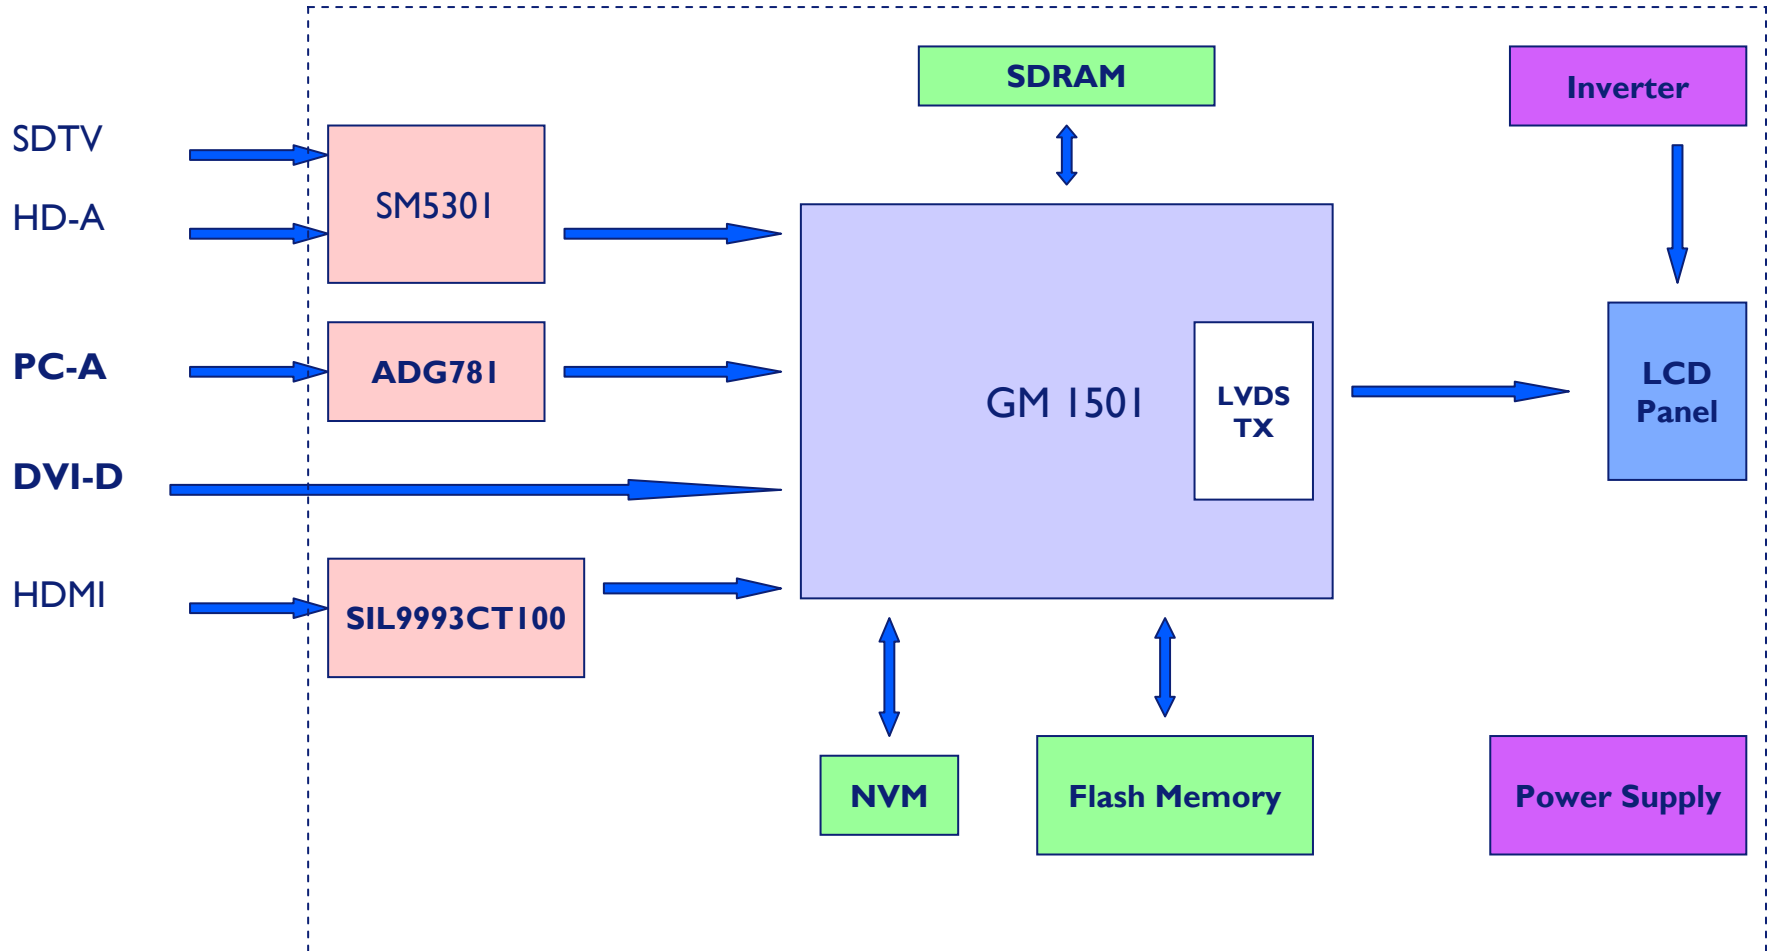 SDRAM
Inverter
SDTV
SM5301
HD-A
PC-A
ADG781
GM 1501
LVDS
TX
LCD
Panel
DVI-D
HDMI
SIL9993CT100
NVM
Flash Memory
Power Supply